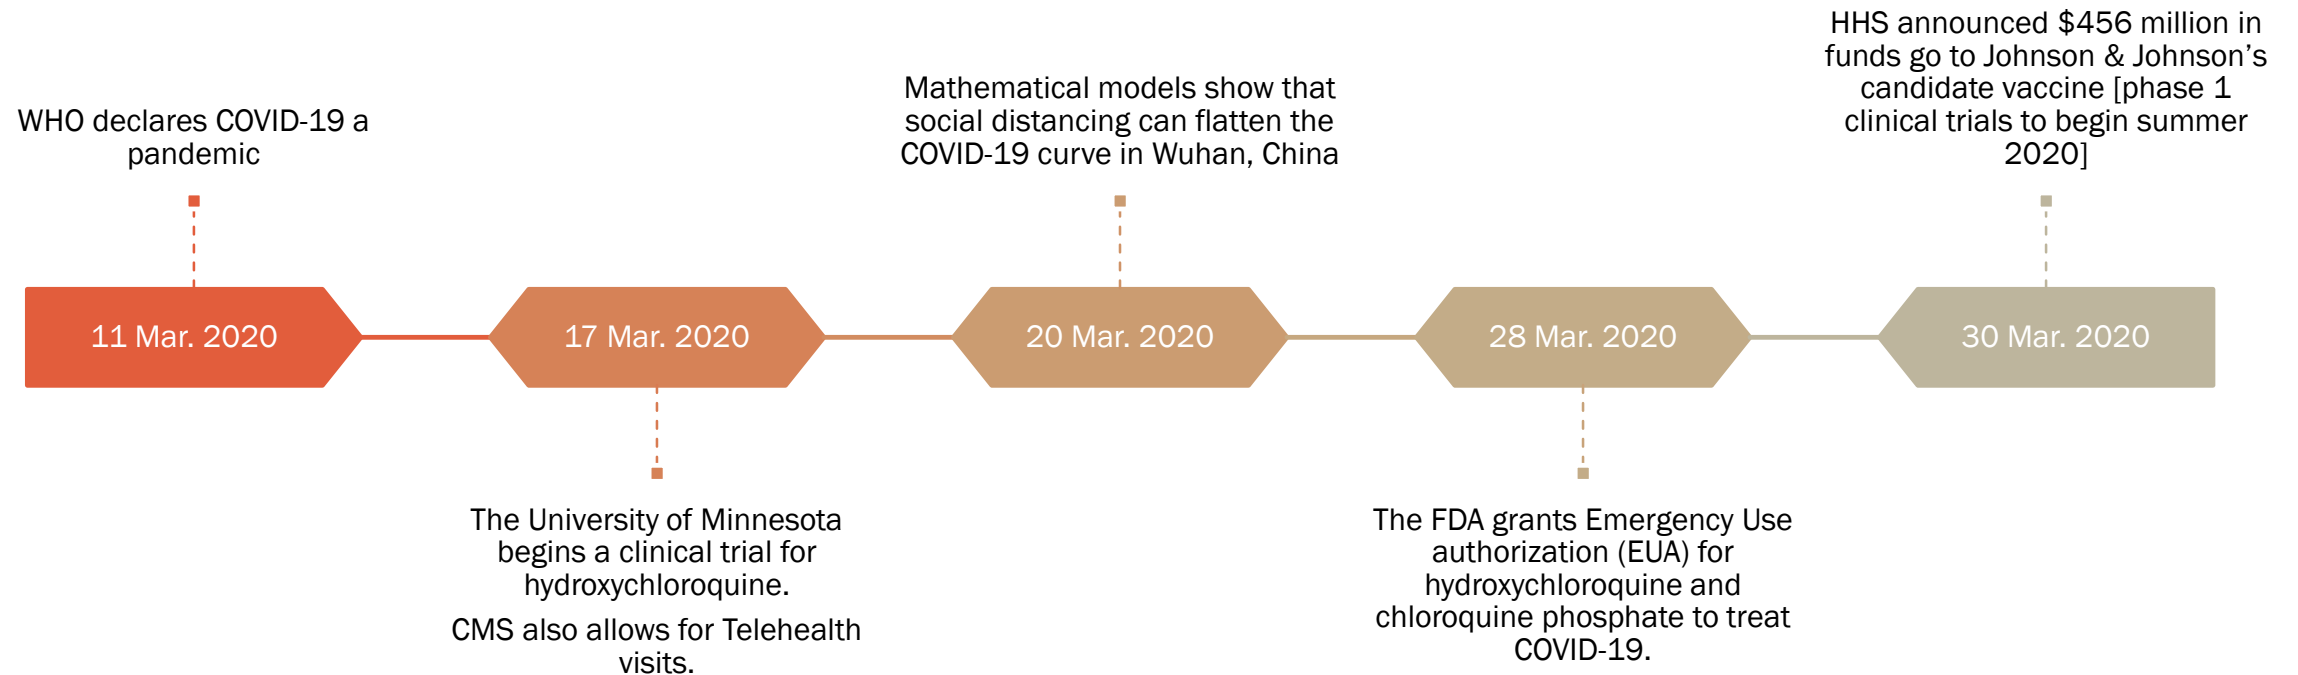 WHO declares COVID-19 a
pandemic
Mathematical models show that
social distancing can flatten the
COVID-19 curve in Wuhan, China
HHS announced $456 million in
funds go to Johnson & Johnson’s
candidate vaccine [phase 1
clinical trials to begin summer
2020]
11 Mar. 2020
17 Mar. 2020
20 Mar. 2020
28 Mar. 2020
30 Mar. 2020
The University of Minnesota
begins a clinical trial for
hydroxychloroquine.
CMS also allows for Telehealth
visits.
The FDA grants Emergency Use
authorization (EUA) for
hydroxychloroquine and
chloroquine phosphate to treat
COVID-19.